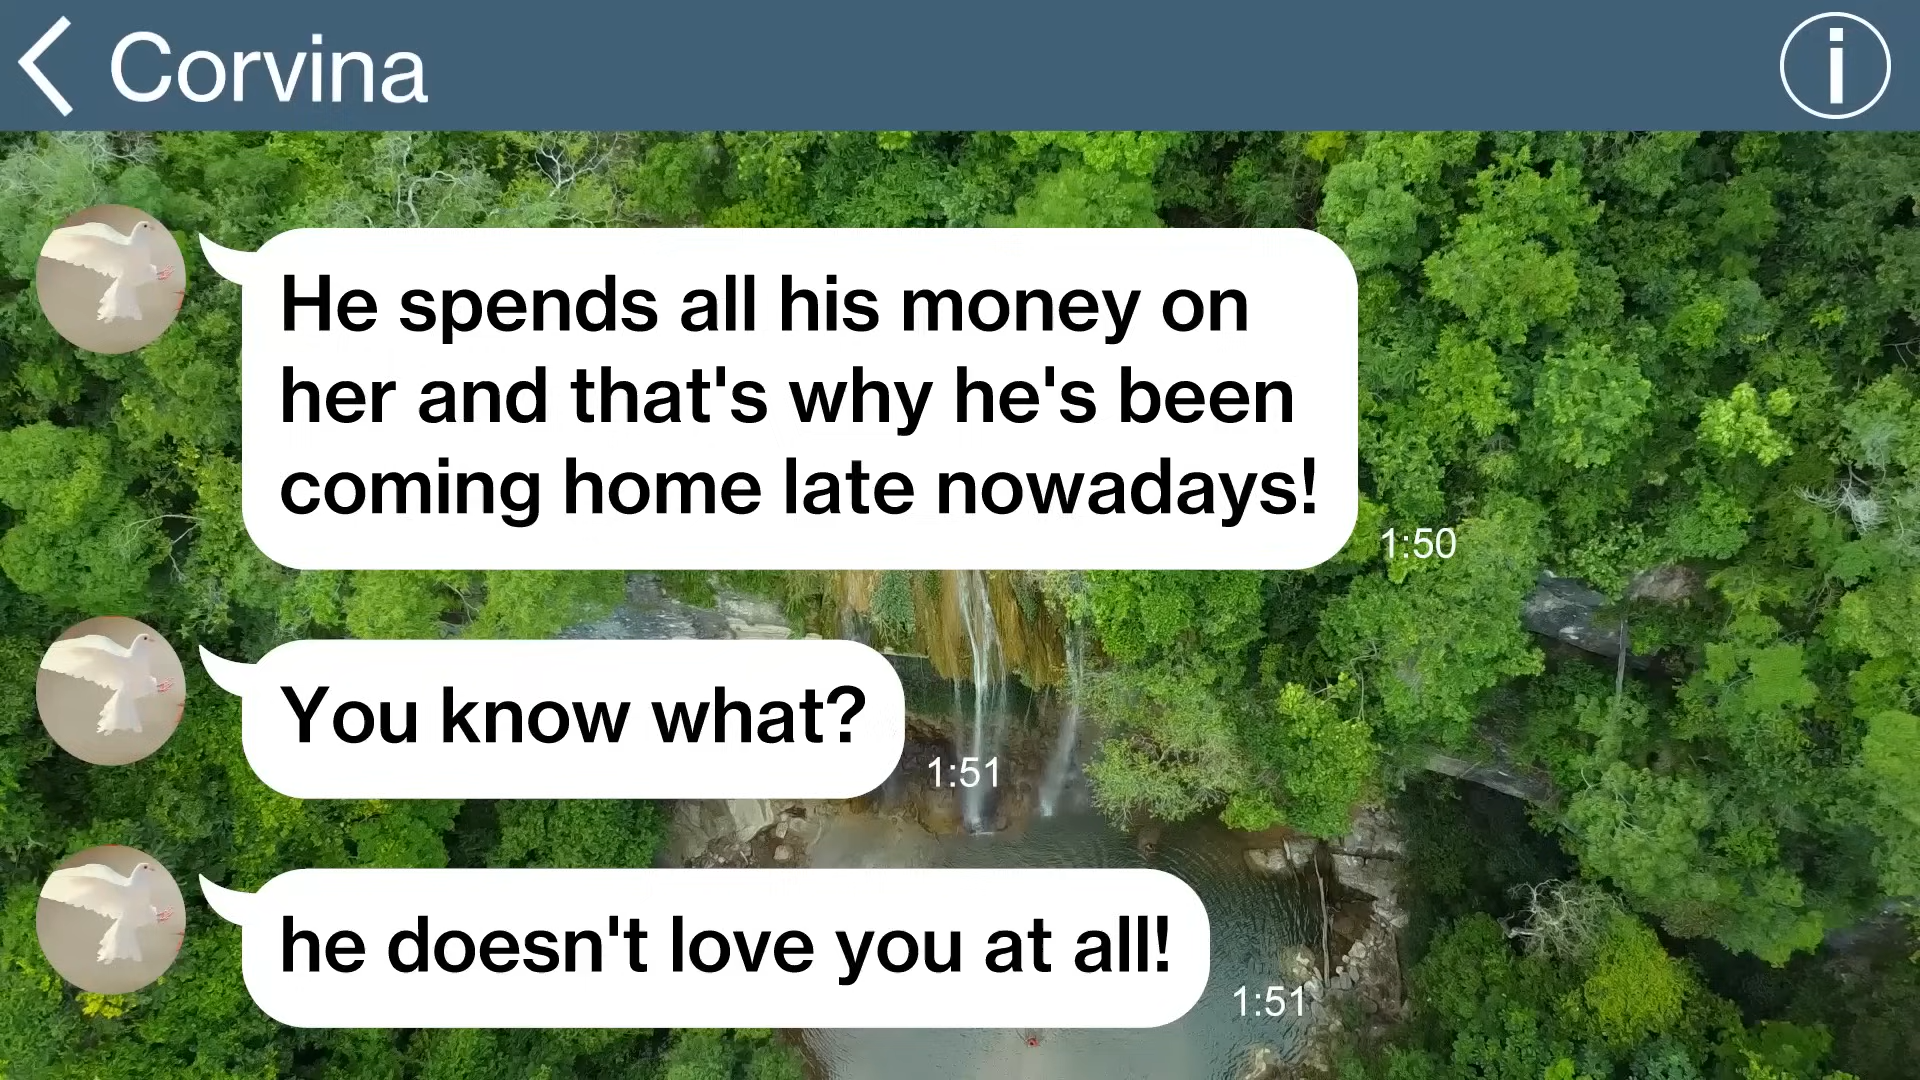 Corvina
He spends all his money on
her and that's why he's been
coming home late nowadays!
1:50
You know what?
1:51
he doesn't love you at all!
1:51